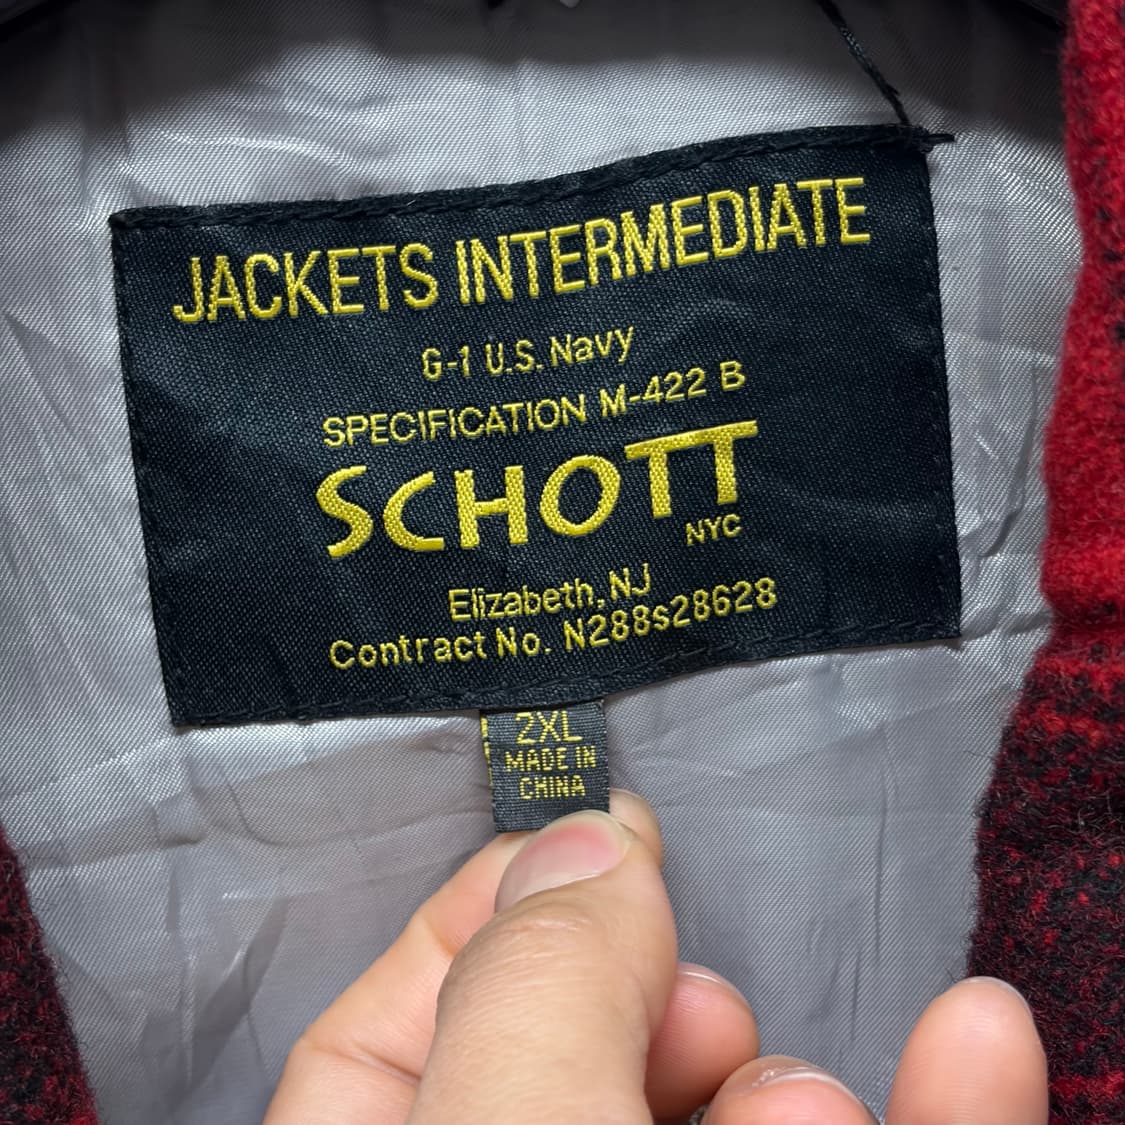 JACKETS INTERMEDIATE
G-1 U.S. Navy
SPECIFICATION M-422 B
SCHOTT
NYC
Elizabeth, NJ
Contract No. N288s28628
2XL
MADE IN
CHINA